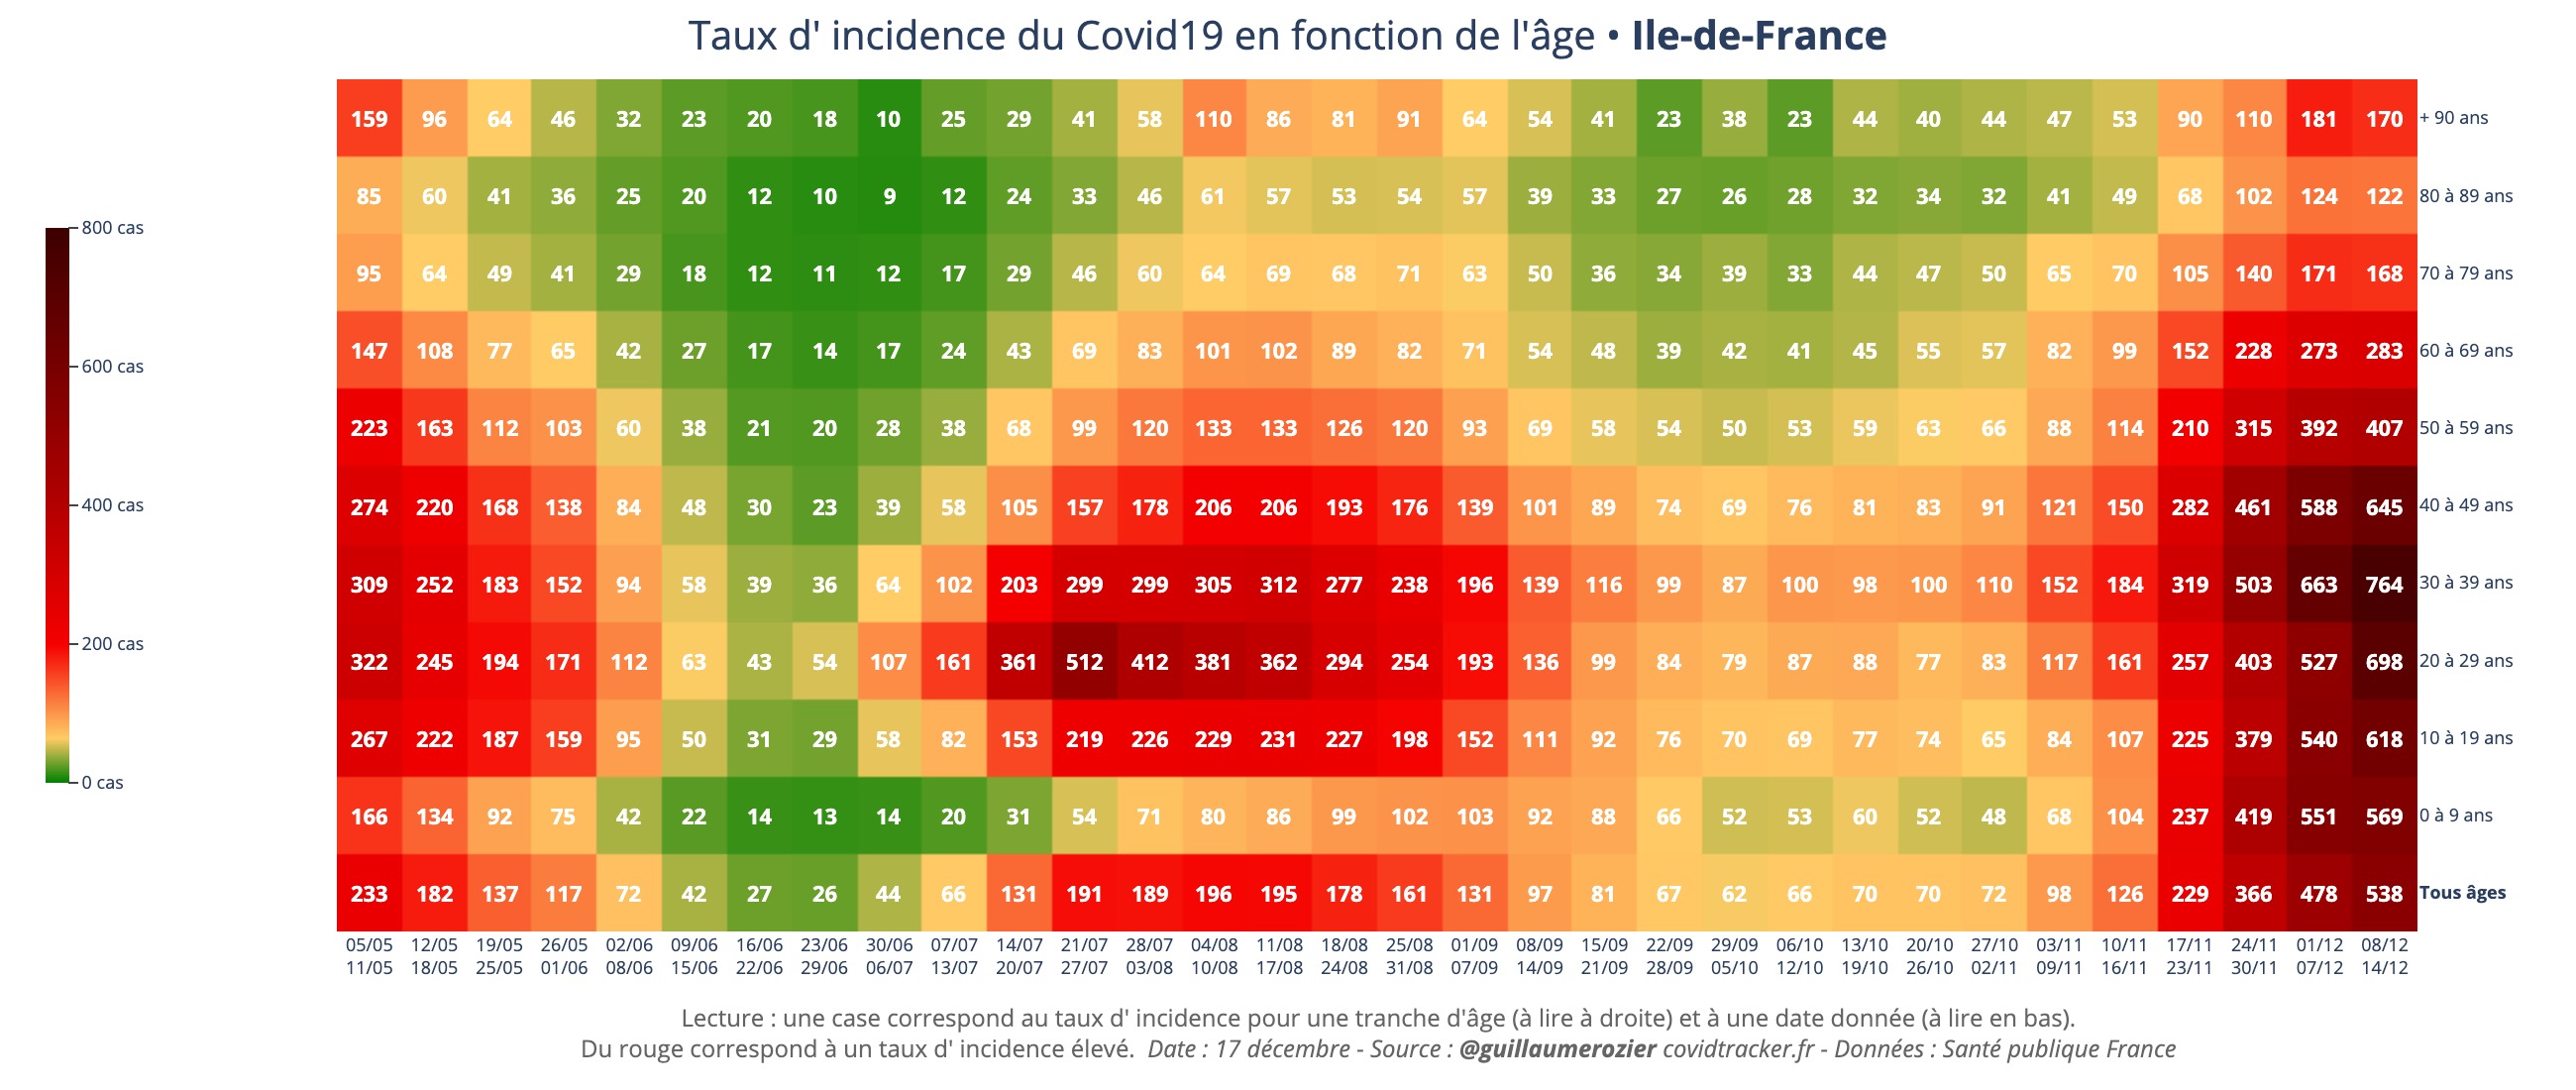 Taux d' incidence du Covid19 en fonction de l'âge • Ile-de-France
159 96 64 46 32 23 20 18 10 25 29 41 58 110 86 81 91 64 54 41 23 38 23 44 40 44 47 53 90 110 181 170 + 90 ans
85 60 41 36 25 20 12 10 9 12 24 33 46 61 57 53 54 57 39 33 27 26 28 32 34 32 41 49 68 102 124 122 80 à 89 ans
800 cas
95 64 49 41 29 18 12 11 12 17 29 46 60 64 69 68 71 63 50 36 34 39 33 44 47 50 65 70 105 140 171 168 70 à 79 ans
147 108 77 65 42 27 17 14 17 24 43 69 83 101 102 89 82 71 54 48 39 42 41 45 55 57 82 99 152 228 273 283 60 à 69 ans
600 cas
223 163 112 103 60 38 21 20 28 38 68 99 120 133 133 126 120 93 69 58 54 50 53 59 63 66 88 114 210 315 392 407 50 à 59 ans
400 cas
274 220 168 138 84 48 30 23 39 58 105 157 178 206 206 193 176 139 101 89 74 69 76 81 83 91 121 150 282 461 588 645 40 à 49 ans
309 252 183 152 94 58 39 36 64 102 203 299 299 305 312 277 238 196 139 116 99 87 100 98 100 110 152 184 319 503 663 764 30 à 39 ans
200 cas
322 245 194 171 112 63 43 54 107 161 361 512 412 381 362 294 254 193 136 99 84 79 87 88 77 83 117 161 257 403 527 698 20 à 29 ans
267 222 187 159 95 50 31 29 58 82 153 219 226 229 231 227 198 152 111 92 76 70 69 77 74 65 84 107 225 379 540 618 10 à 19 ans
0 cas
166 134 92 75 42 22 14 13 14 20 31 54 71 80 86 99 102 103 92 88 66 52 53 60 52 48 68 104 237 419 551 569 0 à 9 ans
233 182 137 117 72 42 27 26 44 66 131 191 189 196 195 178 161 131 97 81 67 62 66 70 70 72 98 126 229 366 478 538 Tous âges
05/05 12/05 19/05 26/05 02/06 09/06 16/06 23/06 30/06 07/07 14/07 21/07 28/07 04/08 11/08 18/08 25/08 01/09 08/09 15/09 22/09 29/09 06/10 13/10 20/10 27/10 03/11 10/11 17/11 24/11 01/12 08/12
11/05 18/05 25/05 01/06 08/06 15/06 22/06 29/06 06/07 13/07 20/07 27/07 03/08 10/08 17/08 24/08 31/08 07/09 14/09 21/09 28/09 05/10 12/10 19/10 26/10 02/11 09/11 16/11 23/11 30/11 07/12 14/12
Lecture : une case correspond au taux d' incidence pour une tranche d'âge (à lire à droite) et à une date donnée (à lire en bas).
Du rouge correspond à un taux d' incidence élevé. Date : 17 décembre - Source : @guillaumerozier covidtracker.fr - Données : Santé publique France